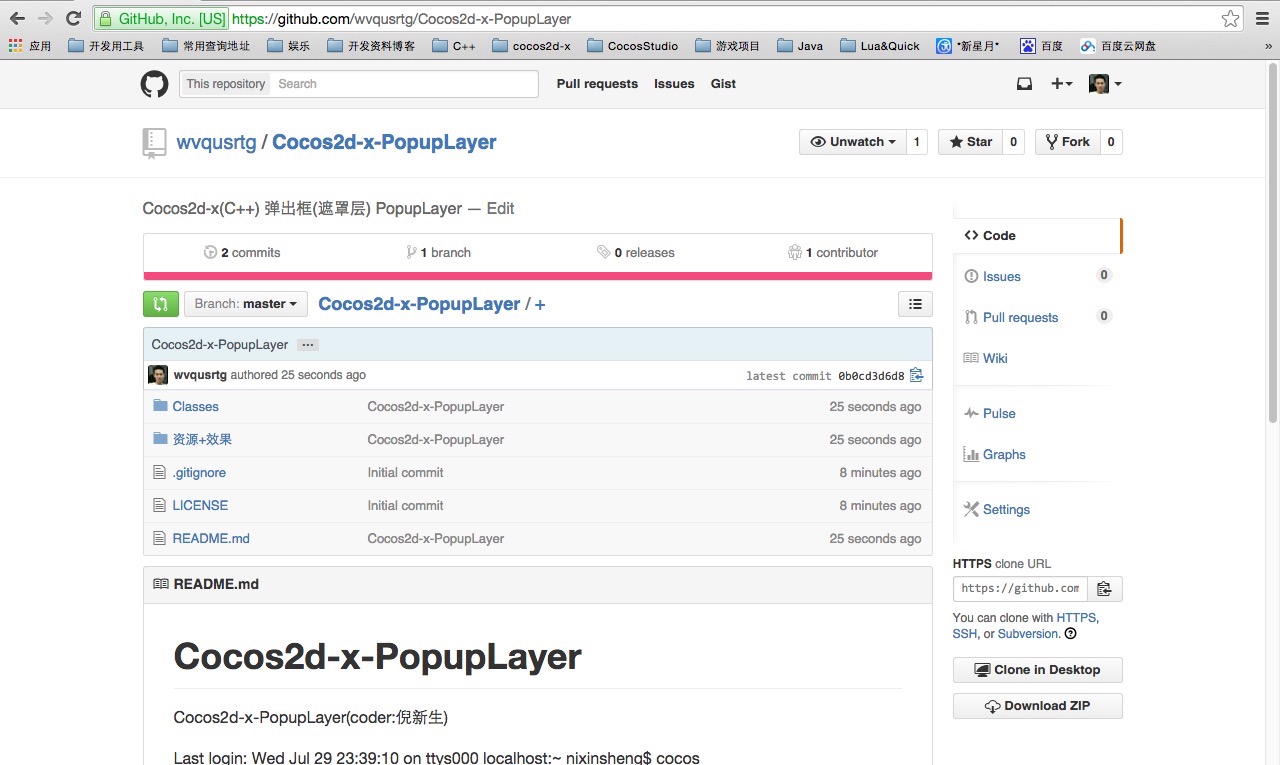 GitHub, Inc. [US] https://github.com/wvqusrtg/Cocos2d-x-PopupLayer
应用 开发用工具 常用查询地址 娱乐 开发资料博客 C++ cocos2d-x CocosStudio 游戏项目 Java Lua&Quick *新星月* 百度 百度云网盘 »
This repository Search Pull requests Issues Gist
wvqusrtg / Cocos2d-x-PopupLayer Unwatch 1 Star 0 Fork 0
Cocos2d-x(C++) 弹出框(遮罩层) PopupLayer — Edit
2 commits 1 branch 0 releases 1 contributor
Branch: master Cocos2d-x-PopupLayer / +
Cocos2d-x-PopupLayer ...
wvqusrtg authored 25 seconds ago latest commit 0b0cd3d6d8
Classes Cocos2d-x-PopupLayer 25 seconds ago
资源+效果 Cocos2d-x-PopupLayer 25 seconds ago
.gitignore Initial commit 8 minutes ago
LICENSE Initial commit 8 minutes ago
README.md Cocos2d-x-PopupLayer 25 seconds ago
README.md
Cocos2d-x-PopupLayer
Cocos2d-x-PopupLayer(coder:倪新生)
Last login: Wed Jul 29 23:39:10 on ttys000 localhost:~ nixinsheng$ cocos
Code
Issues 0
Pull requests 0
Wiki
Pulse
Graphs
Settings
HTTPS clone URL
https://github.com
You can clone with HTTPS,
SSH, or Subversion.
Clone in Desktop
Download ZIP